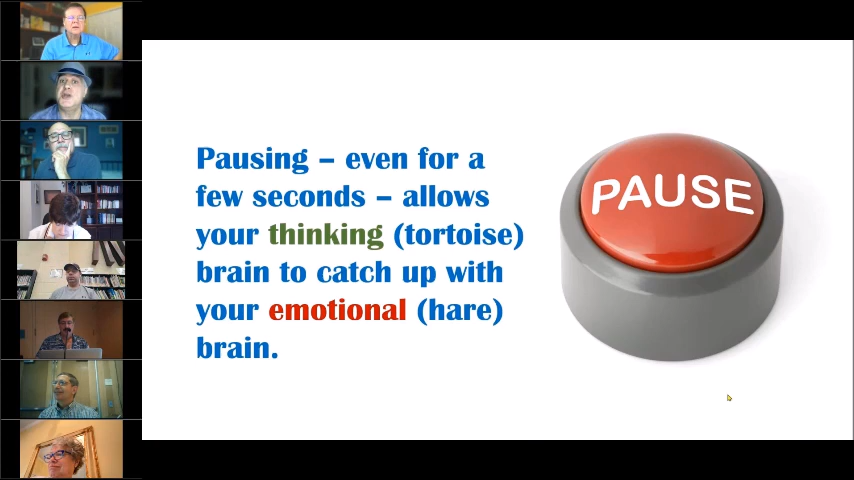 Pausing – even for a
few seconds – allows
your thinking (tortoise)
brain to catch up with
your emotional (hare)
brain.
PAUSE